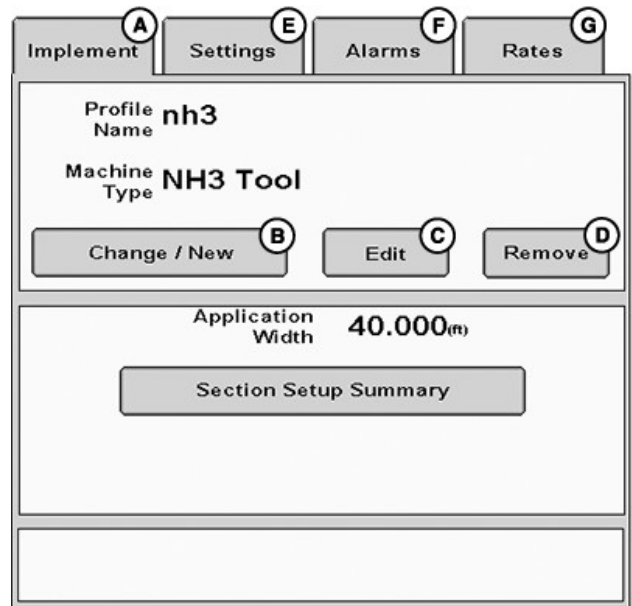 A E F G
Implement Settings Alarms Rates
Profile Name nh3
Machine Type NH3 Tool
B C D
Change / New Edit Remove
Application Width 40.000(ft)
Section Setup Summary